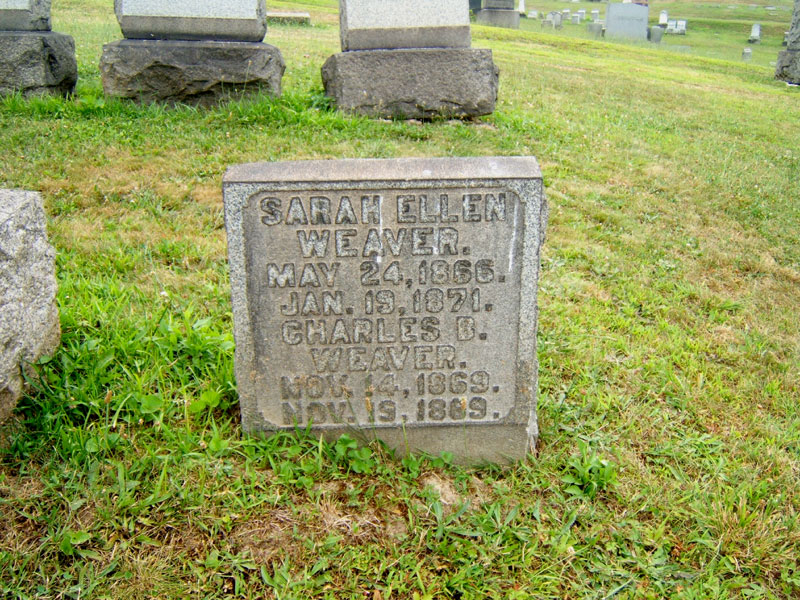 SARAH ELLEN
WEAVER.
MAY 24, 1866.
JAN. 19, 1871.
CHARLES B.
WEAVER.
NOV. 14, 1869.
NOV. 19, 1869.